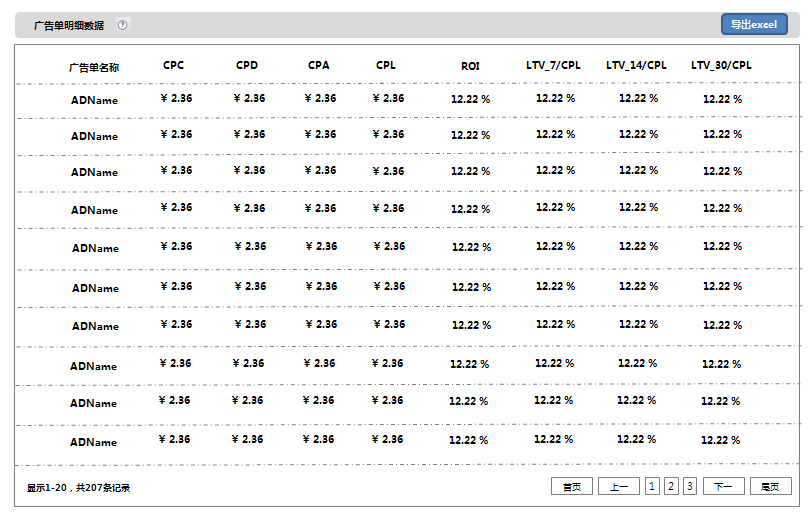 广告单明细数据 ? 导出excel
广告单名称 CPC CPD CPA CPL ROI LTV_7/CPL LTV_14/CPL LTV_30/CPL
ADName ¥ 2.36 ¥ 2.36 ¥ 2.36 ¥ 2.36 12.22 % 12.22 % 12.22 % 12.22 %
ADName ¥ 2.36 ¥ 2.36 ¥ 2.36 ¥ 2.36 12.22 % 12.22 % 12.22 % 12.22 %
ADName ¥ 2.36 ¥ 2.36 ¥ 2.36 ¥ 2.36 12.22 % 12.22 % 12.22 % 12.22 %
ADName ¥ 2.36 ¥ 2.36 ¥ 2.36 ¥ 2.36 12.22 % 12.22 % 12.22 % 12.22 %
ADName ¥ 2.36 ¥ 2.36 ¥ 2.36 ¥ 2.36 12.22 % 12.22 % 12.22 % 12.22 %
ADName ¥ 2.36 ¥ 2.36 ¥ 2.36 ¥ 2.36 12.22 % 12.22 % 12.22 % 12.22 %
ADName ¥ 2.36 ¥ 2.36 ¥ 2.36 ¥ 2.36 12.22 % 12.22 % 12.22 % 12.22 %
ADName ¥ 2.36 ¥ 2.36 ¥ 2.36 ¥ 2.36 12.22 % 12.22 % 12.22 % 12.22 %
ADName ¥ 2.36 ¥ 2.36 ¥ 2.36 ¥ 2.36 12.22 % 12.22 % 12.22 % 12.22 %
ADName ¥ 2.36 ¥ 2.36 ¥ 2.36 ¥ 2.36 12.22 % 12.22 % 12.22 % 12.22 %
显示1-20，共207条记录 首页 上一 1 2 3 下一 尾页